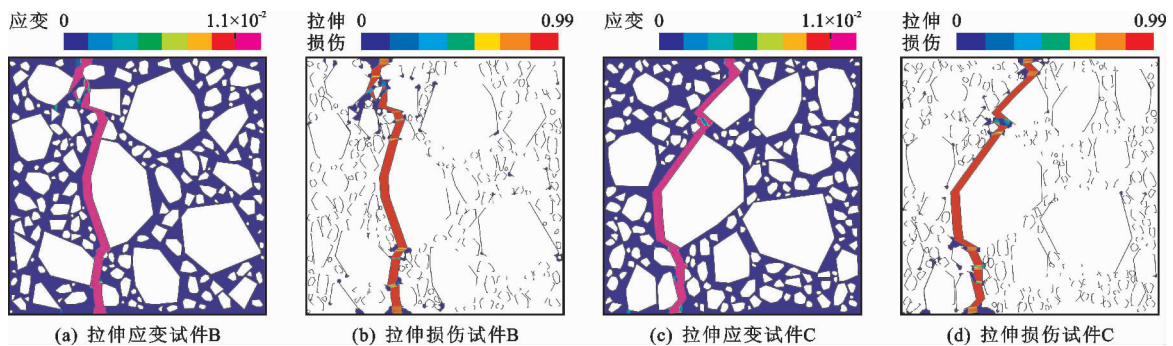 应变 0 1.1×10⁻²
拉伸 0 0.99
损伤
应变 0 1.1×10⁻²
拉伸 0 0.99
损伤
(a) 拉伸应变试件B
(b) 拉伸损伤试件B
(c) 拉伸应变试件C
(d) 拉伸损伤试件C